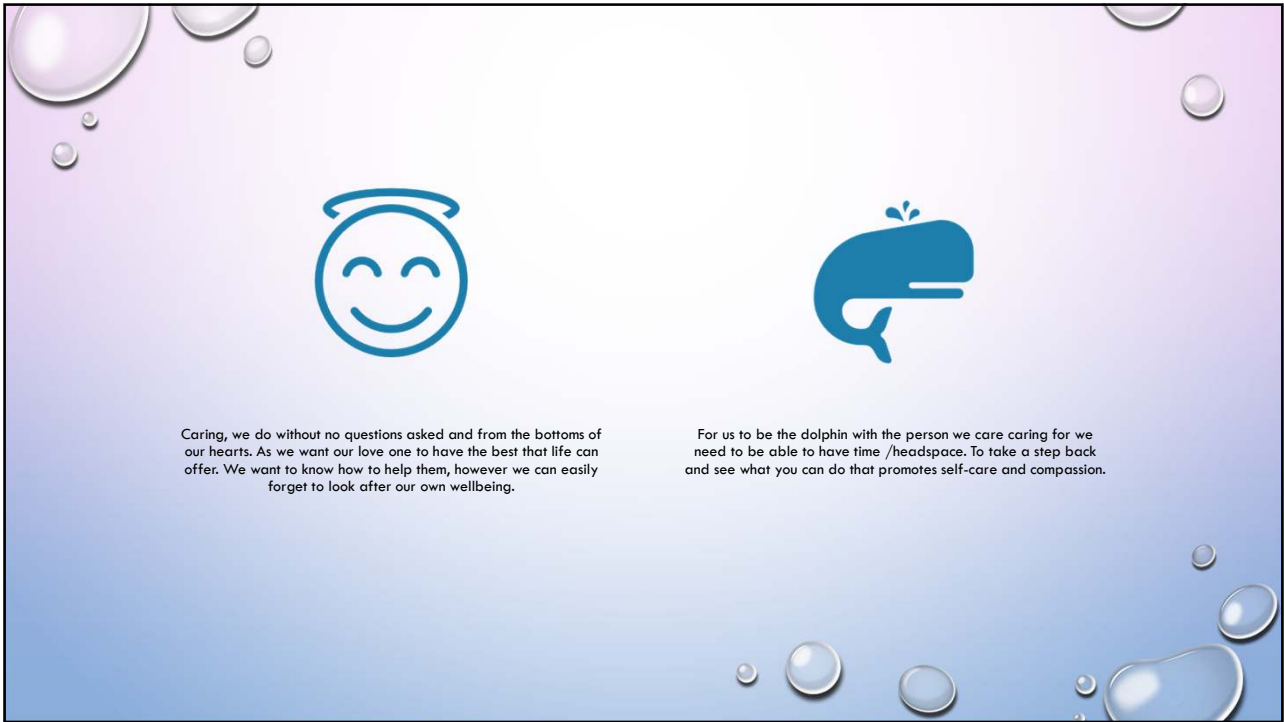 Caring, we do without no questions asked and from the bottoms of
our hearts. As we want our love one to have the best that life can
offer. We want to know how to help them, however we can easily
forget to look after our own wellbeing.
For us to be the dolphin with the person we care caring for we
need to be able to have time /headspace. To take a step back
and see what you can do that promotes self-care and compassion.